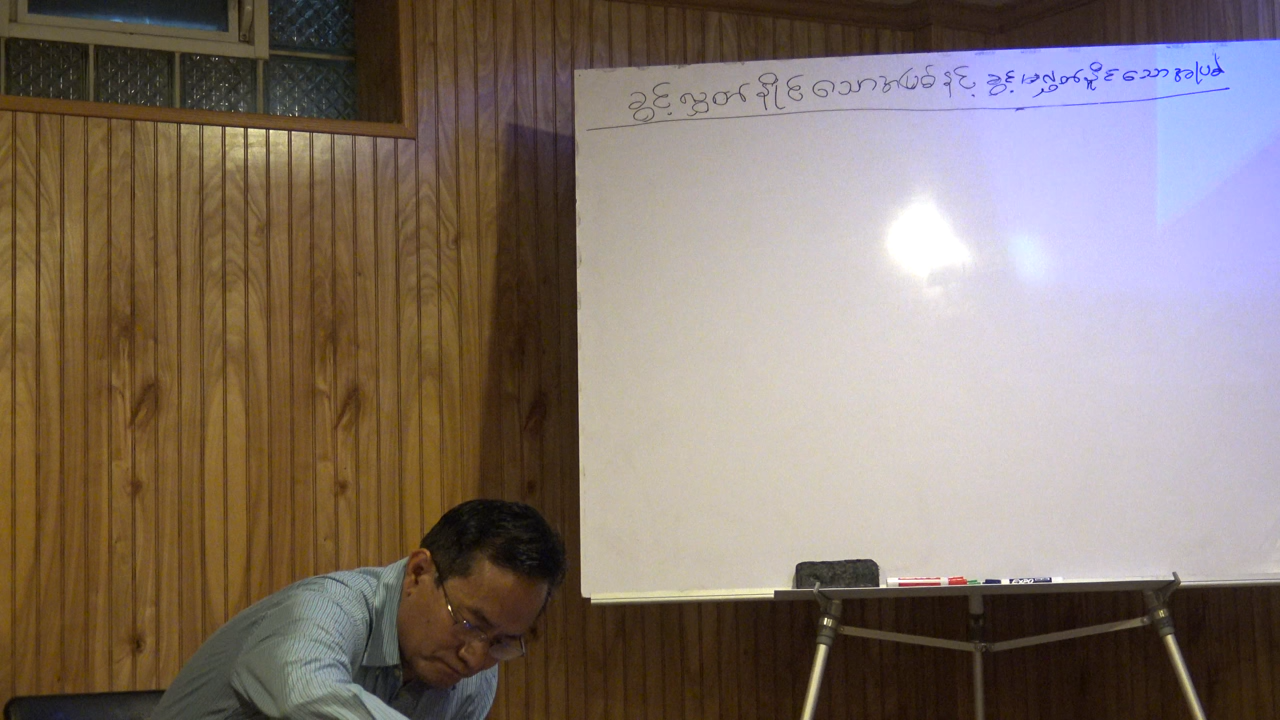 ခွင့်လွှတ်နိုင်သောအပြစ်နှင့် ခွင့်မလွှတ်နိုင်သောအပြစ်
EXPO